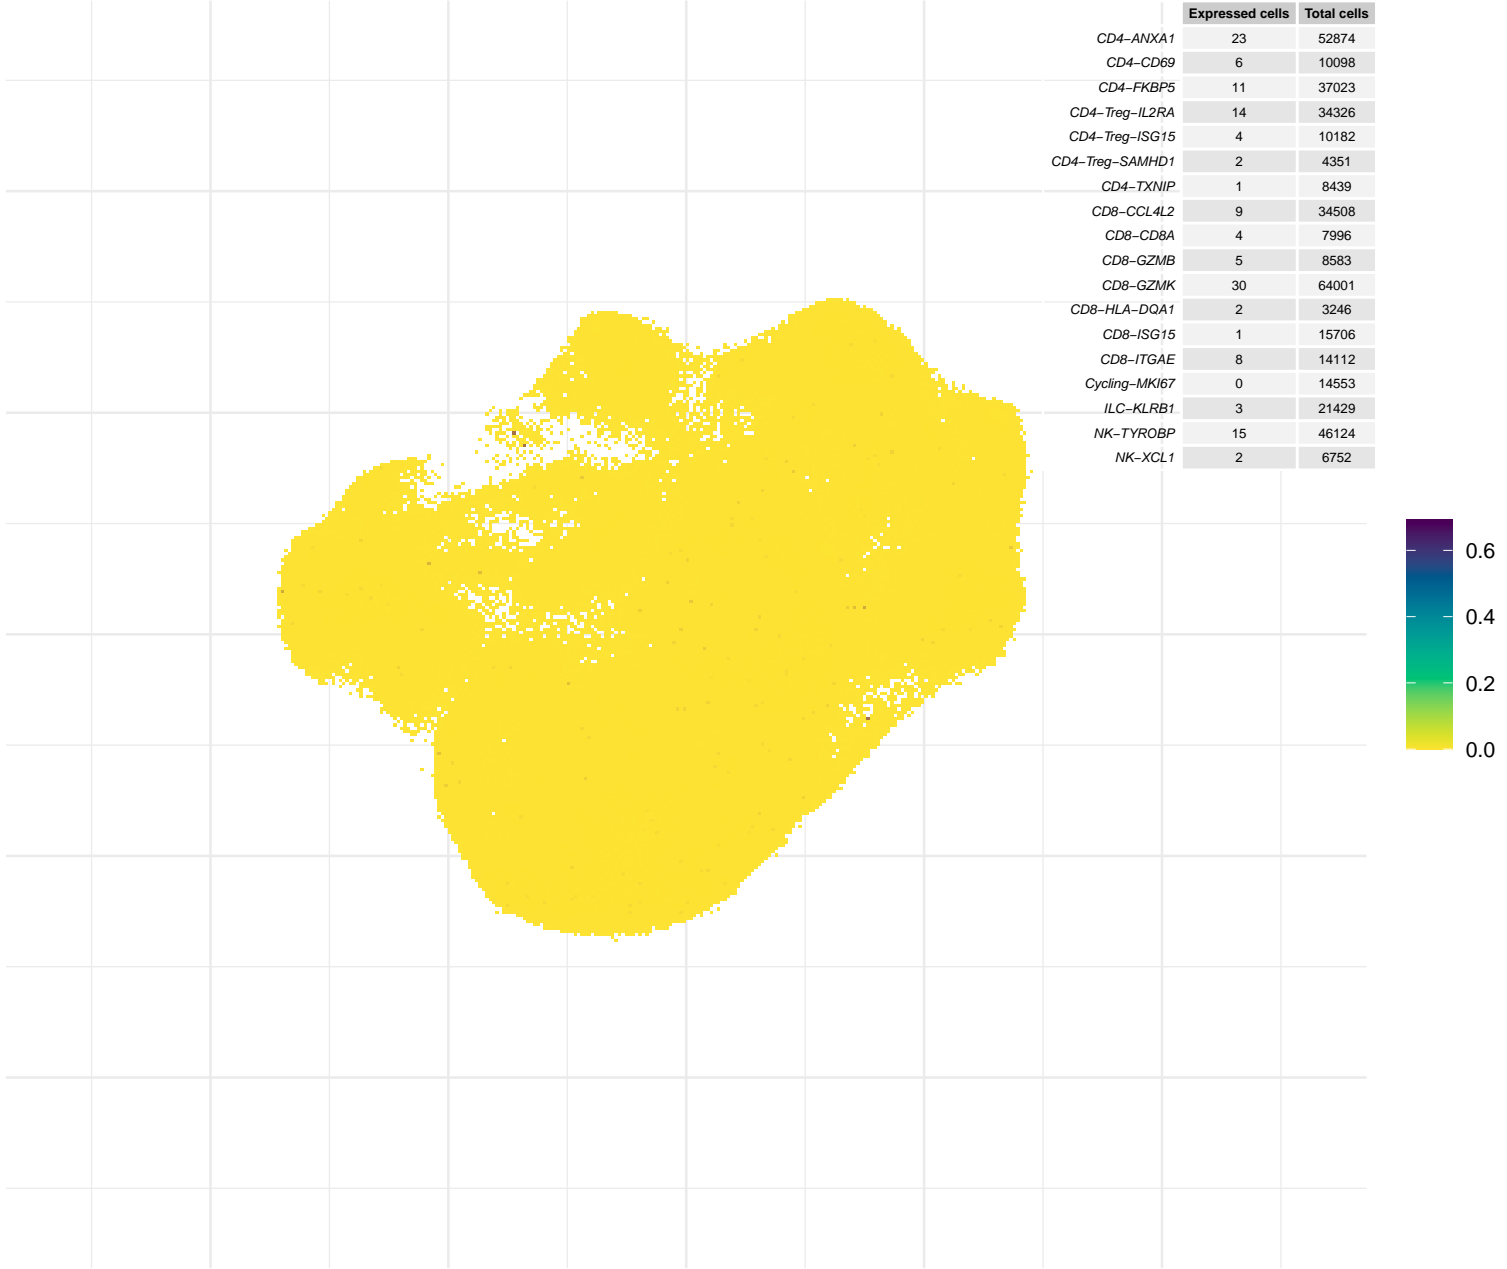 Expressed cells Total cells
CD4−ANXA1 23 52874
CD4−CD69 6 10098
CD4−FKBP5 11 37023
CD4−Treg−IL2RA 14 34326
CD4−Treg−ISG15 4 10182
CD4−Treg−SAMHD1 2 4351
CD4−TXNIP 1 8439
CD8−CCL4L2 9 34508
CD8−CD8A 4 7996
CD8−GZMB 5 8583
CD8−GZMK 30 64001
CD8−HLA−DQA1 2 3246
CD8−ISG15 1 15706
CD8−ITGAE 8 14112
Cycling−MKI67 0 14553
ILC−KLRB1 3 21429
NK−TYROBP 15 46124
NK−XCL1 2 6752
0.6
0.4
0.2
0.0